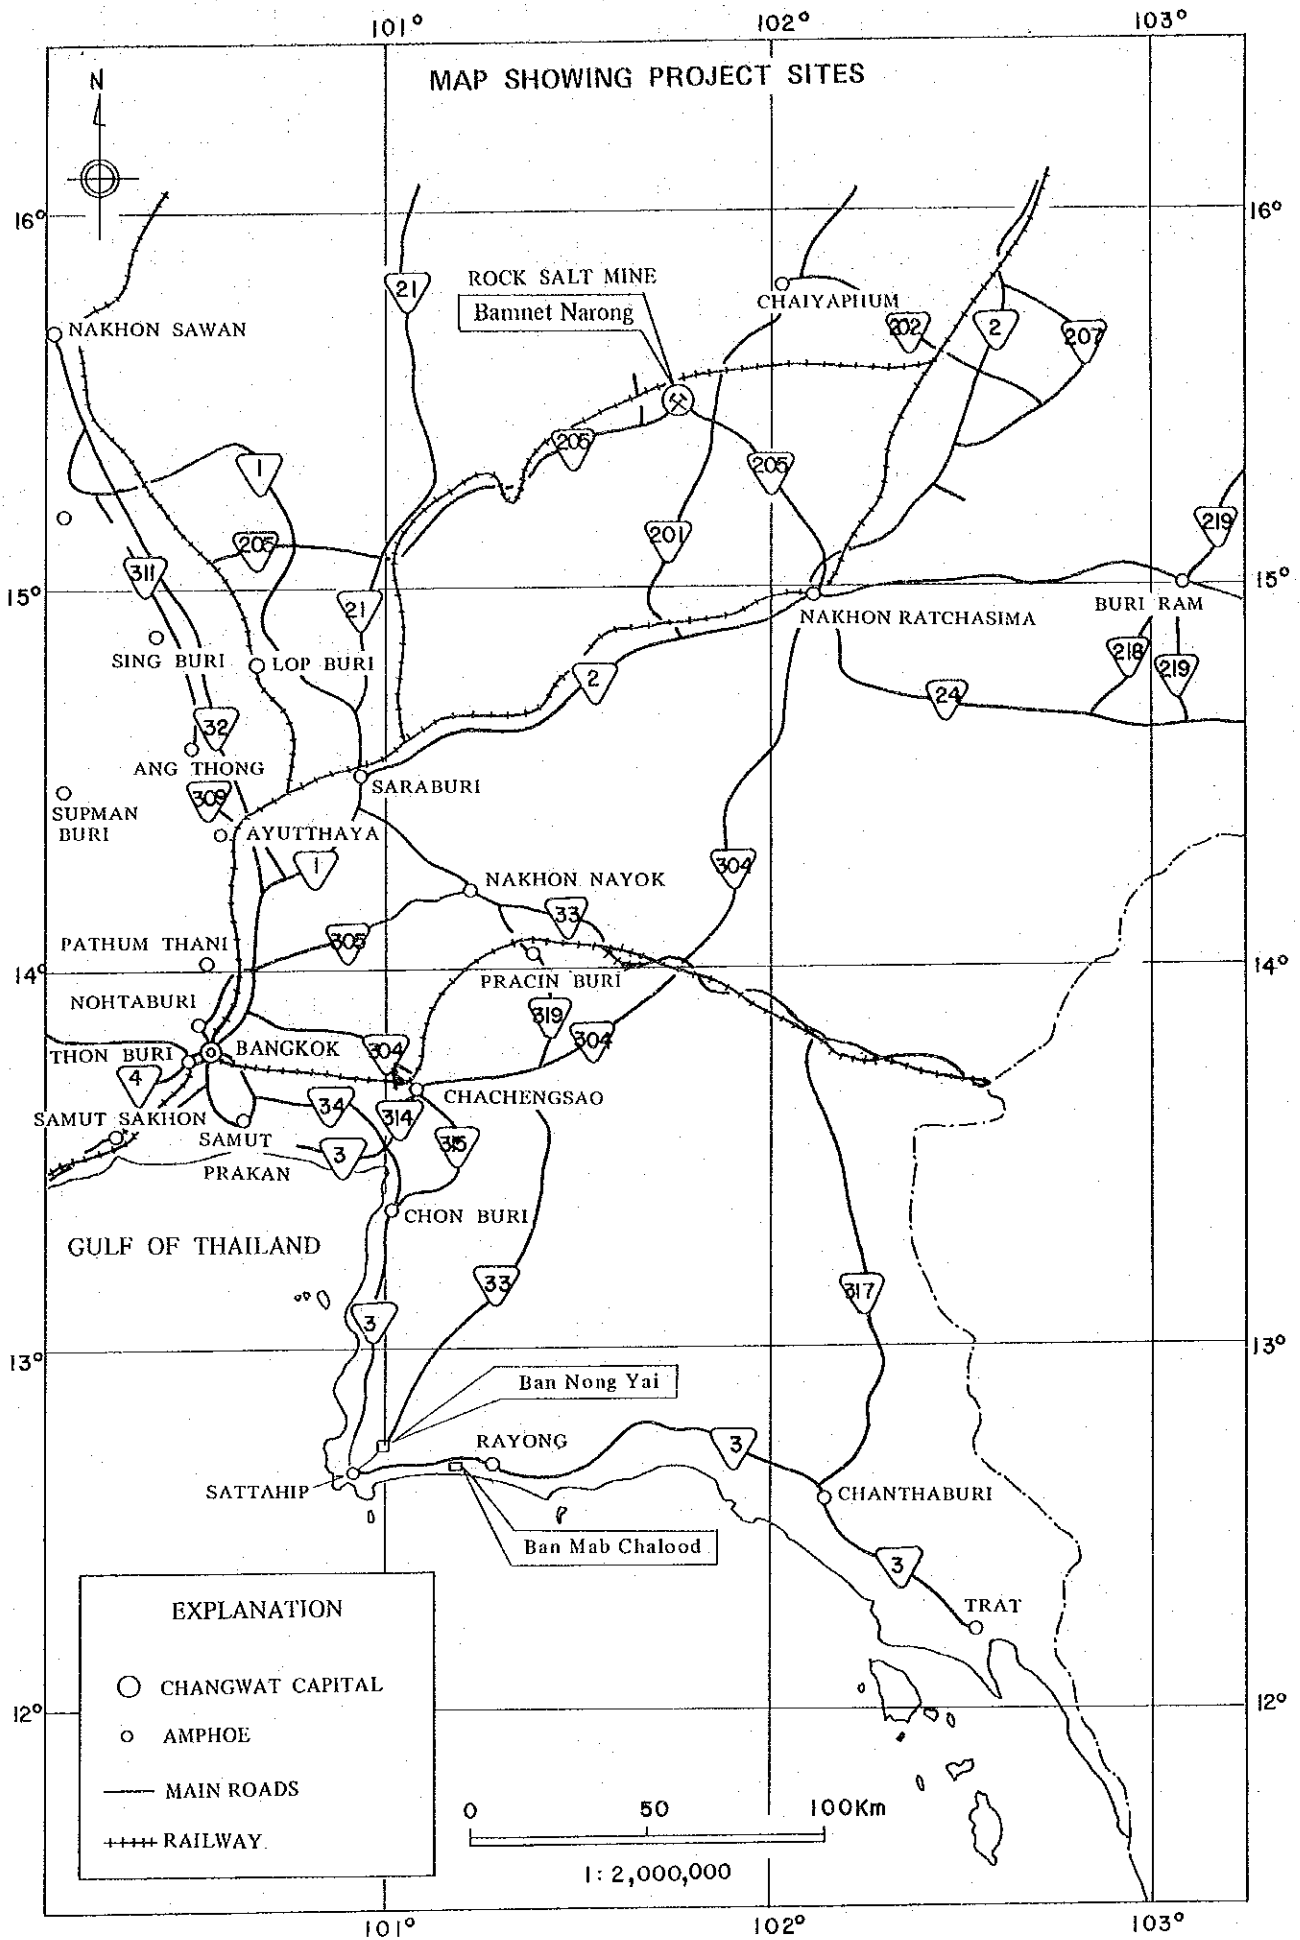 101°
102°
103°
MAP SHOWING PROJECT SITES
N
16°
16°
21
ROCK SALT MINE
Bamnet Narong
CHAIYAPHUM
202
2
207
NAKHON SAWAN
1
205
205
219
201
311
205
15°
15°
21
NAKHON RATCHASIMA
BURI RAM
SING BURI
LOP BURI
2
218
219
24
32
ANG THONG
SARABURI
309
SUPMAN
BURI
AYUTTHAYA
1
304
NAKHON NAYOK
33
305
PATHUM THANI
14°
14°
PRACIN BURI
NOHTABURI
319
304
THON BURI
BANGKOK
304
4
CHACHENGSAO
34
314
SAMUT SAKHON
SAMUT
PRAKAN
3
315
CHON BURI
GULF OF THAILAND
33
317
3
13°
13°
Ban Nong Yai
RAYONG
3
SATTAHIP
CHANTHABURI
Ban Mab Chalood
3
TRAT
EXPLANATION
CHANGWAT CAPITAL
AMPHOE
MAIN ROADS
RAILWAY
12°
12°
0 50 100Km
1: 2,000,000
101°
102°
103°